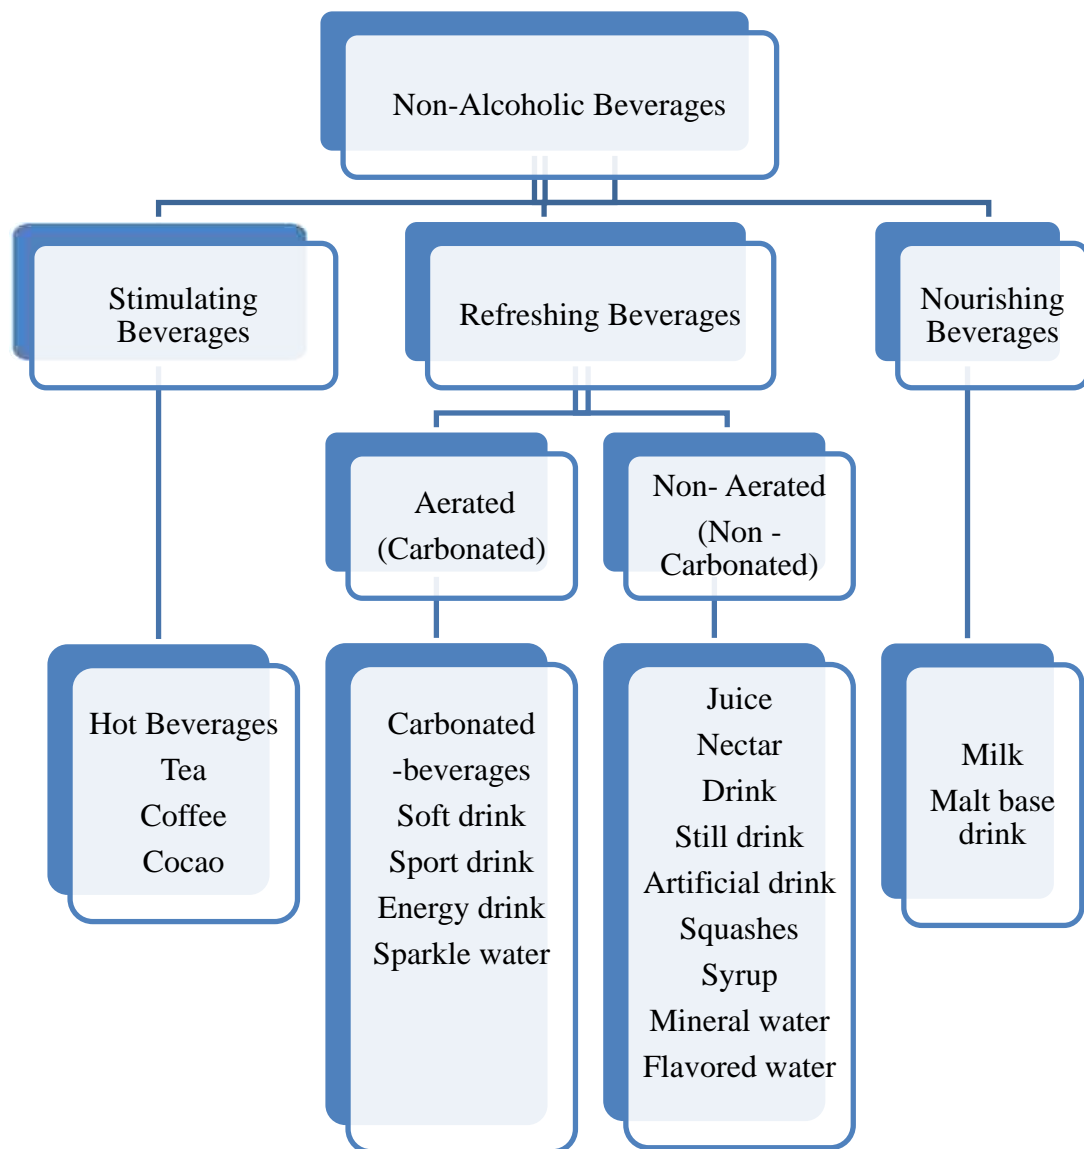 Non-Alcoholic Beverages
Stimulating
Beverages
Refreshing Beverages
Nourishing
Beverages
Aerated
(Carbonated)
Non- Aerated
(Non -
Carbonated)
Hot Beverages
Tea
Coffee
Cocao
Carbonated
-beverages
Soft drink
Sport drink
Energy drink
Sparkle water
Juice
Nectar
Drink
Still drink
Artificial drink
Squashes
Syrup
Mineral water
Flavored water
Milk
Malt base
drink